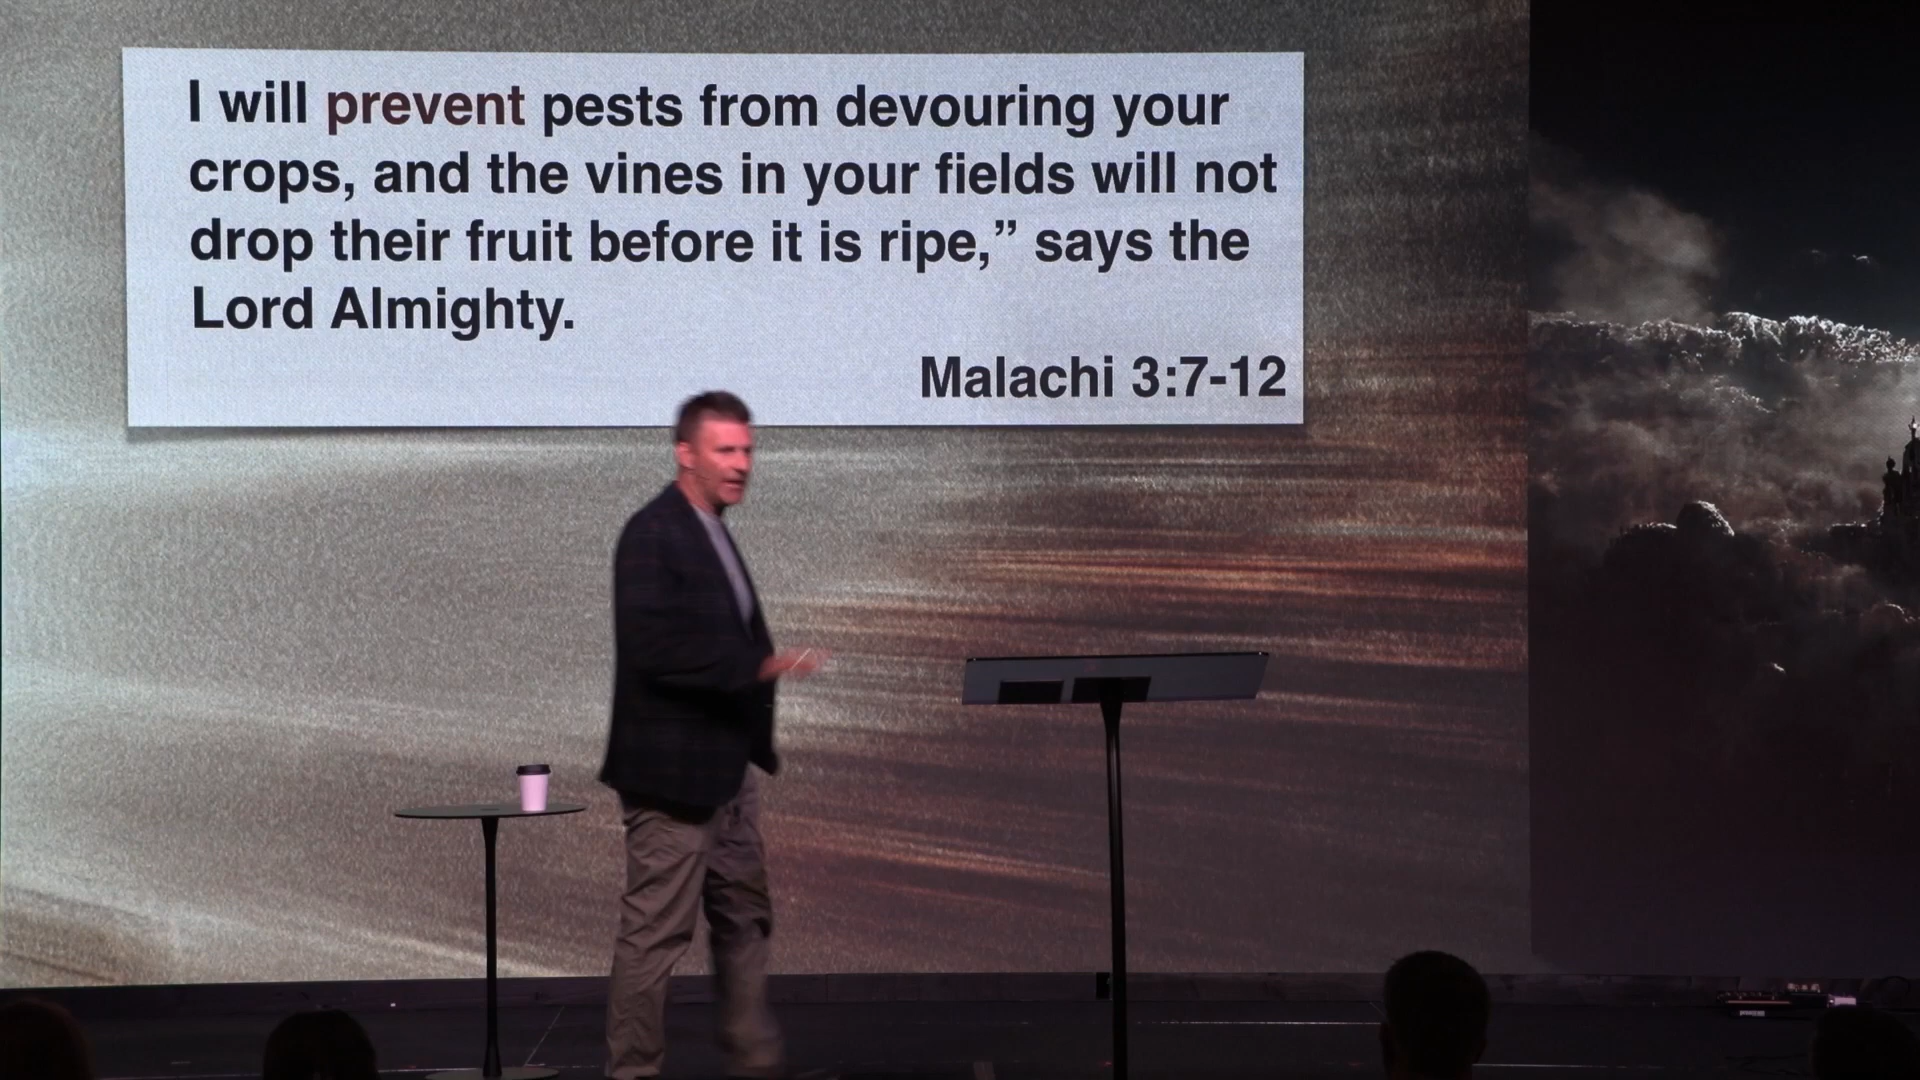 I will prevent pests from devouring your
crops, and the vines in your fields will not
drop their fruit before it is ripe,” says the
Lord Almighty.
Malachi 3:7-12